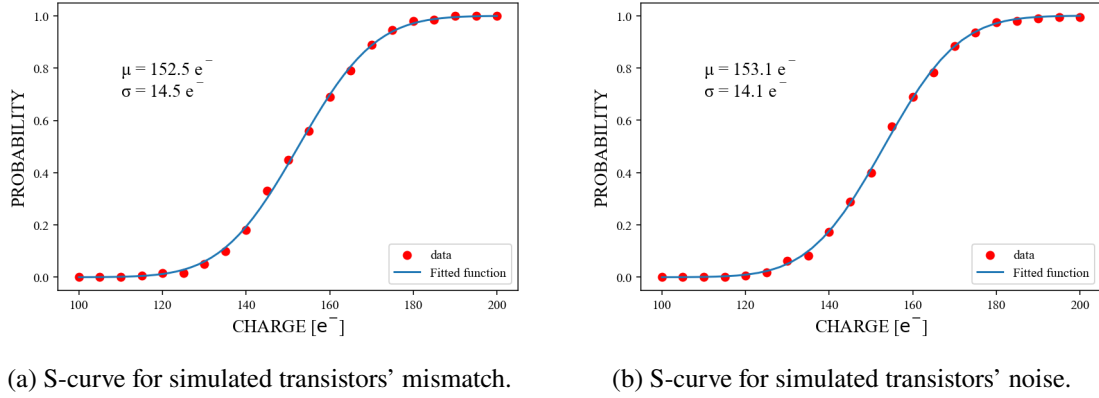 1.0
0.8
0.6
0.4
0.2
0.0
PROBABILITY
μ = 152.5 e⁻
σ = 14.5 e⁻
data
Fitted function
100 120 140 160 180 200
CHARGE [e⁻]
(a) S-curve for simulated transistors’ mismatch.
1.0
0.8
0.6
0.4
0.2
0.0
PROBABILITY
μ = 153.1 e⁻
σ = 14.1 e⁻
data
Fitted function
100 120 140 160 180 200
CHARGE [e⁻]
(b) S-curve for simulated transistors’ noise.